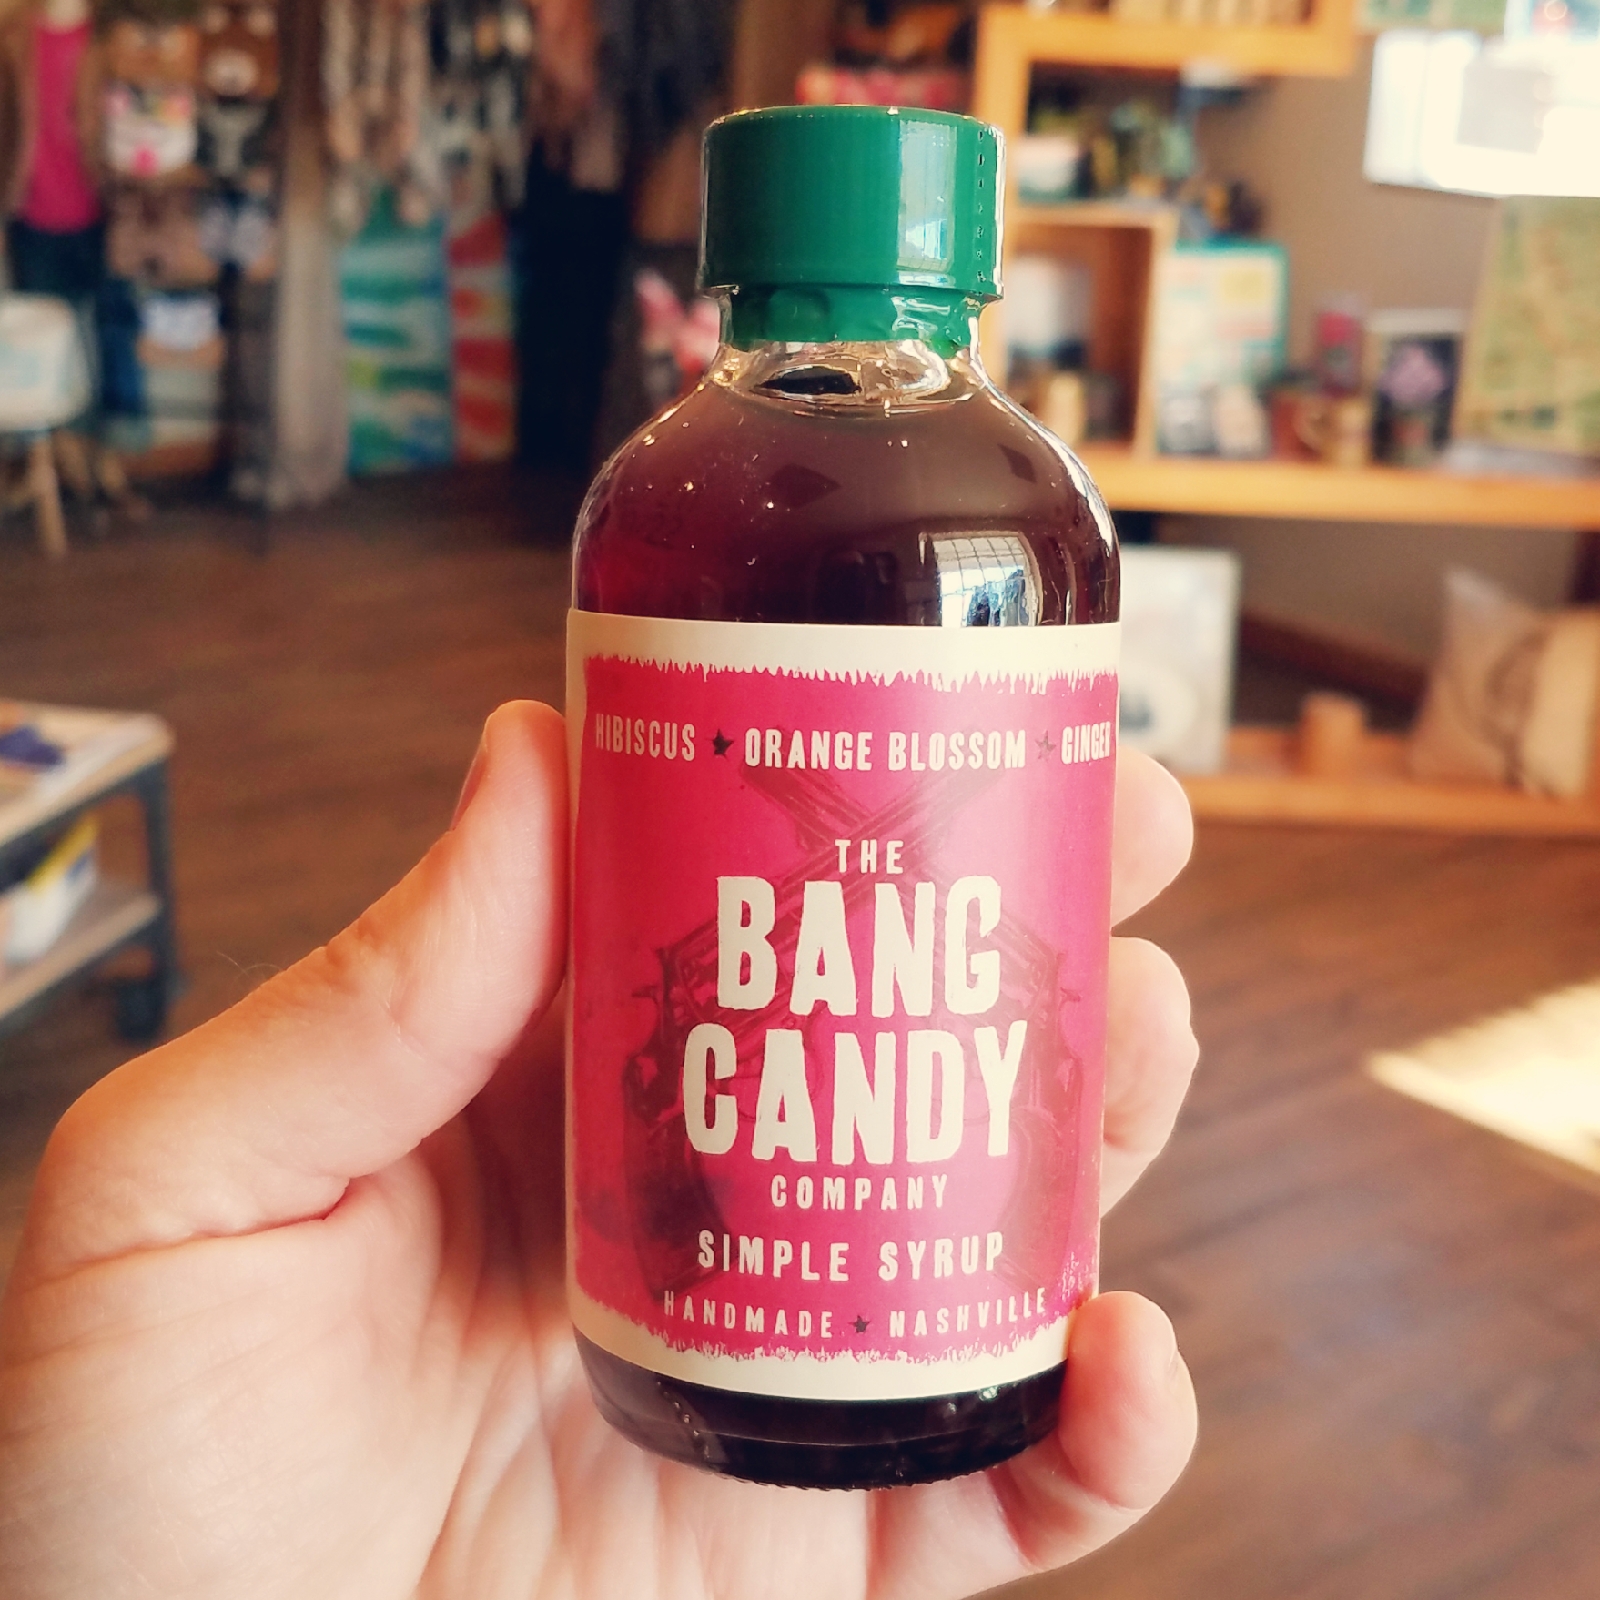 HIBISCUS ★ ORANGE BLOSSOM ★ GINGER
THE
BANG
CANDY
COMPANY
SIMPLE SYRUP
HANDMADE ★ NASHVILLE